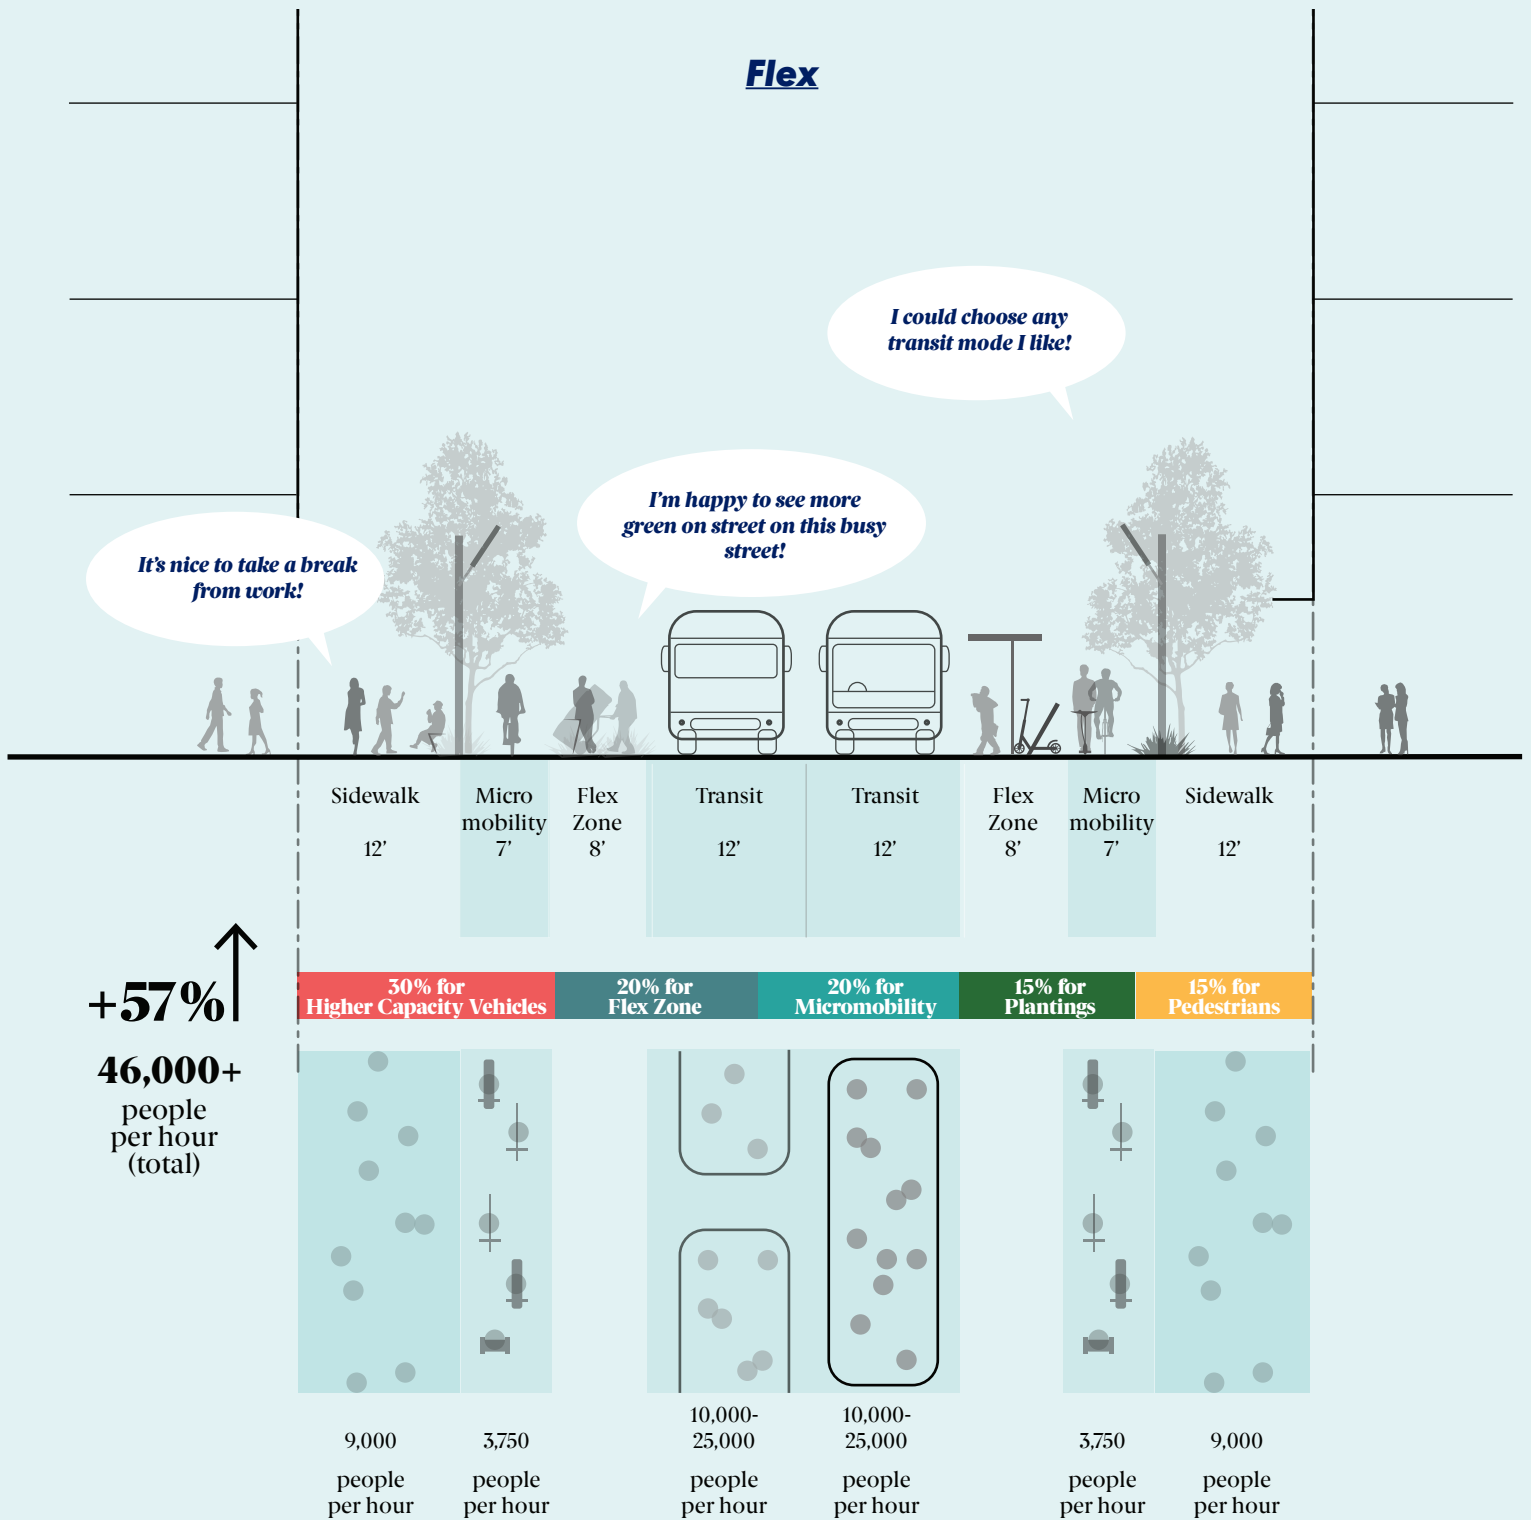 Flex
I could choose any
transit mode I like!
I'm happy to see more
green on street on this busy
street!
It's nice to take a break
from work!
Sidewalk
12'
Micro
mobility
7'
Flex
Zone
8'
Transit
12'
Transit
12'
Flex
Zone
8'
Micro
mobility
7'
Sidewalk
12'
+57%
46,000+
people
per hour
(total)
30% for
Higher Capacity Vehicles
20% for
Flex Zone
20% for
Micromobility
15% for
Plantings
15% for
Pedestrians
9,000
people
per hour
3,750
people
per hour
10,000-
25,000
people
per hour
10,000-
25,000
people
per hour
3,750
people
per hour
9,000
people
per hour